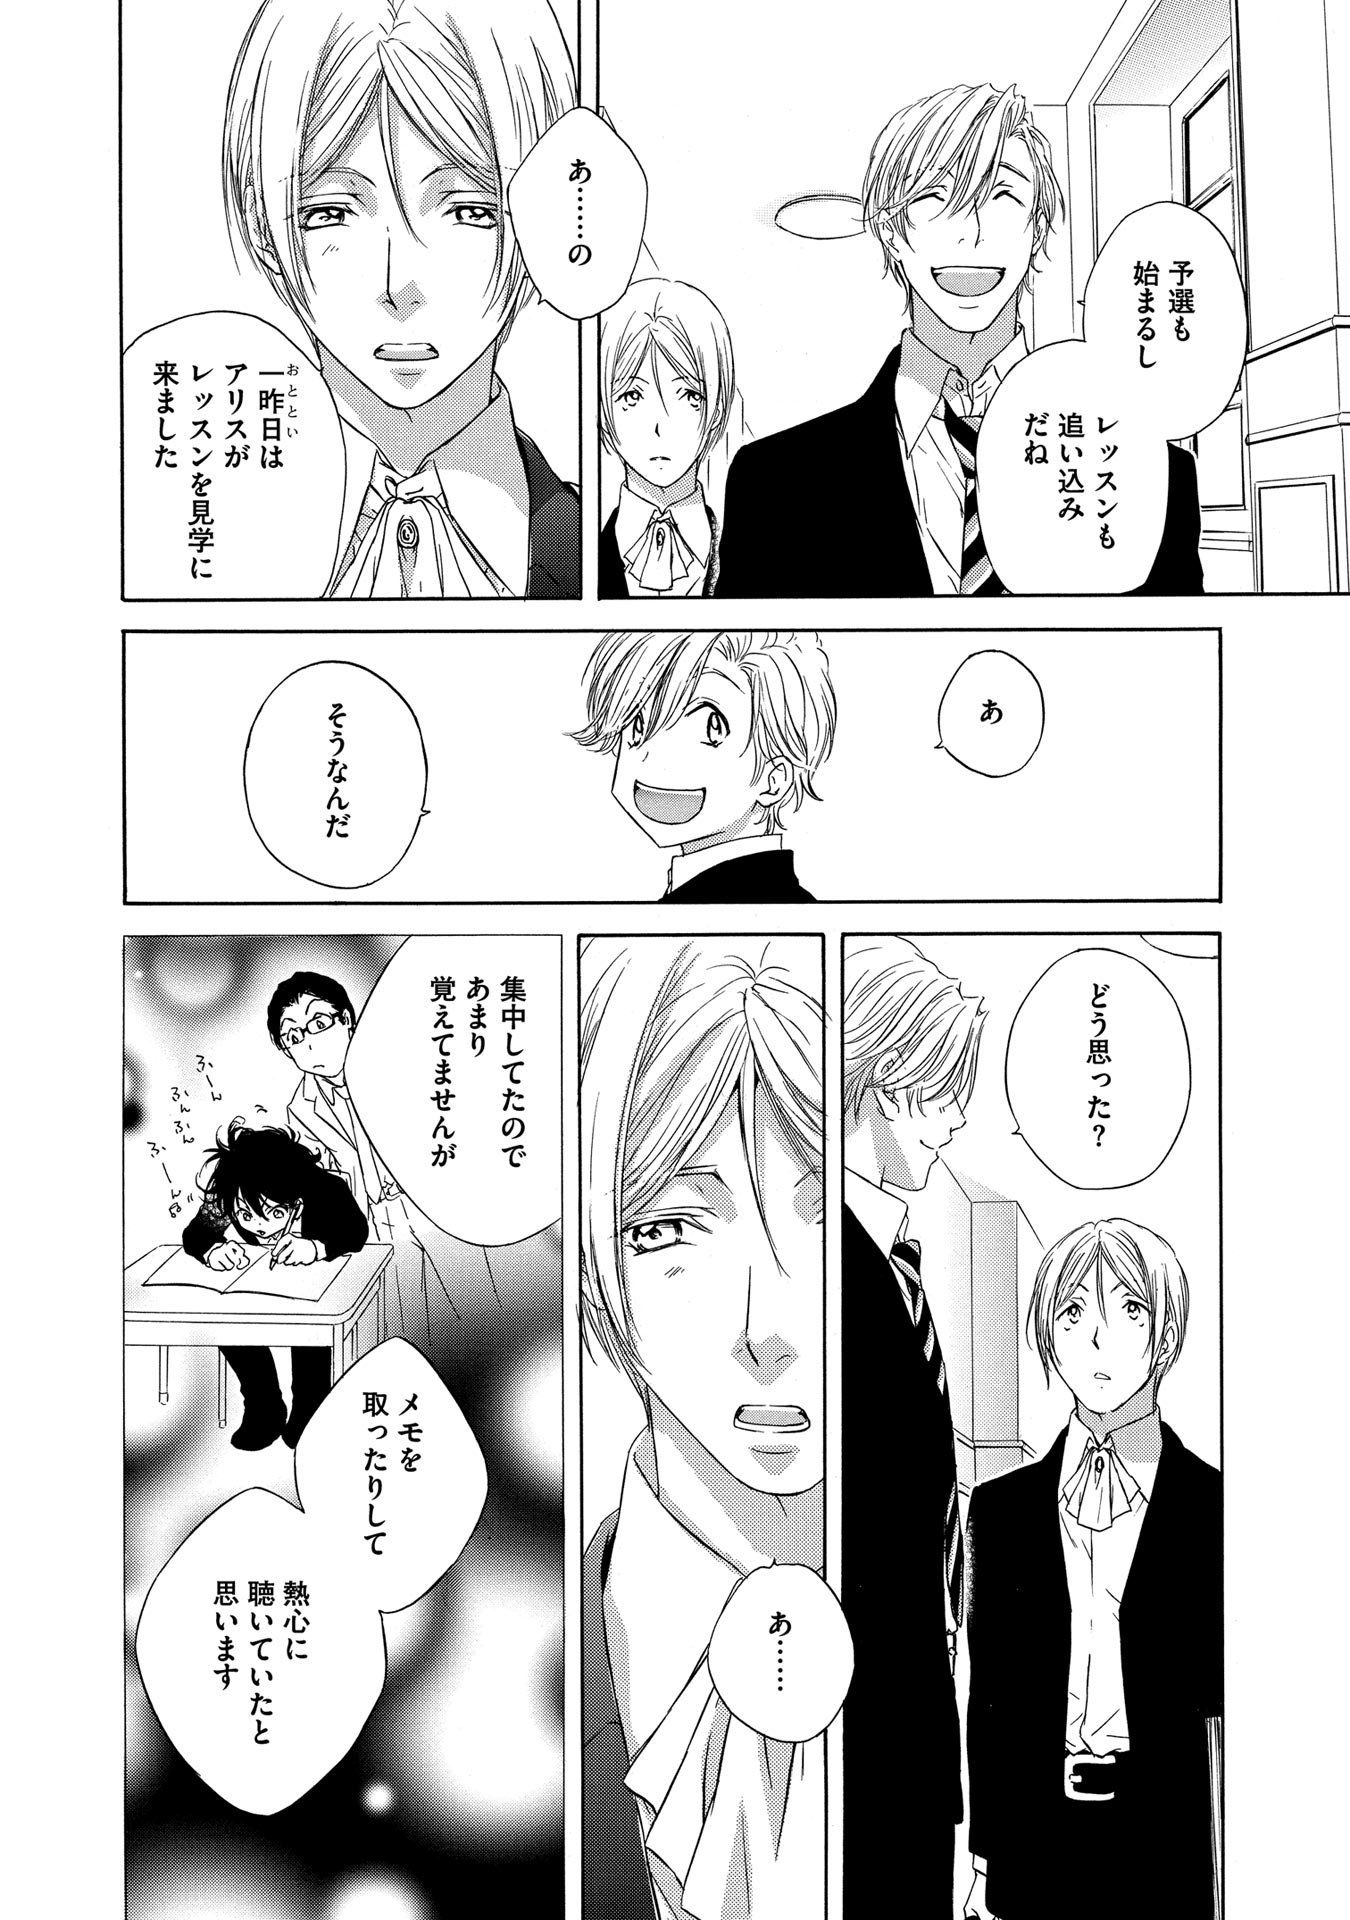 予選も
始まるし
レッスンも
追い込み
だね
あ……の
一昨日は
おととい
アリスが
レッスンを見学に
来ました
あ
そうなんだ
どう思った？
あ……
集中してたので
あまり
覚えてませんが
ふーん
ふんふん
ふーん
メモを
取ったりして
熱心に
聴いていたと
思います